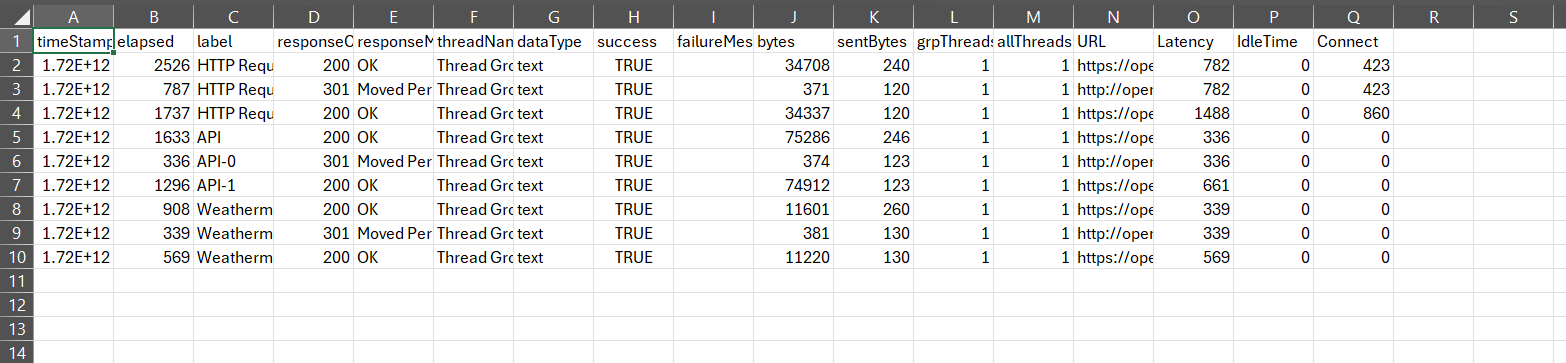 A B C D E F G H I J K L M N O P Q R S
1 timeStamp elapsed label responseC responseM threadNan dataType success failureMes bytes sentBytes grpThreads allThreads URL Latency IdleTime Connect
2 1.72E+12 2526 HTTP Requ 200 OK Thread Gro text TRUE 34708 240 1 1 https://ope 782 0 423
3 1.72E+12 787 HTTP Requ 301 Moved Per Thread Gro text TRUE 371 120 1 1 http://oper 782 0 423
4 1.72E+12 1737 HTTP Requ 200 OK Thread Gro text TRUE 34337 120 1 1 https://ope 1488 0 860
5 1.72E+12 1633 API 200 OK Thread Gro text TRUE 75286 246 1 1 https://ope 336 0 0
6 1.72E+12 336 API-0 301 Moved Per Thread Gro text TRUE 374 123 1 1 http://oper 336 0 0
7 1.72E+12 1296 API-1 200 OK Thread Gro text TRUE 74912 123 1 1 https://ope 661 0 0
8 1.72E+12 908 Weatherm 200 OK Thread Gro text TRUE 11601 260 1 1 https://ope 339 0 0
9 1.72E+12 339 Weatherm 301 Moved Per Thread Gro text TRUE 381 130 1 1 http://oper 339 0 0
10 1.72E+12 569 Weatherm 200 OK Thread Gro text TRUE 11220 130 1 1 https://ope 569 0 0
11
12
13
14